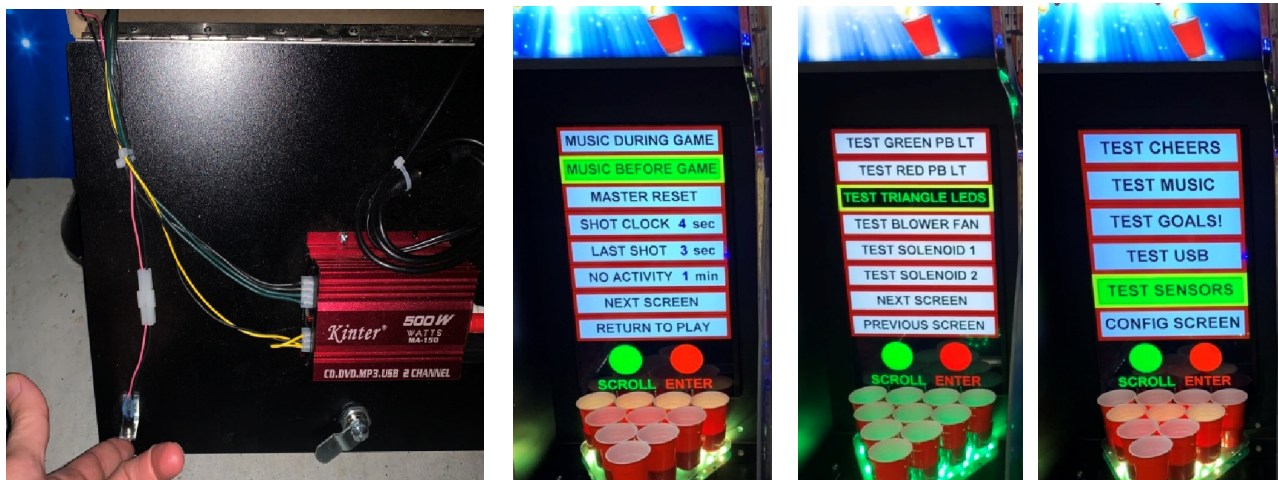 Kinter®
500W
WATTS
MA-150
CD.DVD.MP3.USB 2 CHANNEL
MUSIC DURING GAME
MUSIC BEFORE GAME
MASTER RESET
SHOT CLOCK 4 sec
LAST SHOT 3 sec
NO ACTIVITY 1 min
NEXT SCREEN
RETURN TO PLAY
SCROLL ENTER
TEST GREEN PB LT
TEST RED PB LT
TEST TRIANGLE LEDS
TEST BLOWER FAN
TEST SOLENOID 1
TEST SOLENOID 2
NEXT SCREEN
PREVIOUS SCREEN
SCROLL ENTER
TEST CHEERS
TEST MUSIC
TEST GOALS!
TEST USB
TEST SENSORS
CONFIG SCREEN
SCROLL ENTER